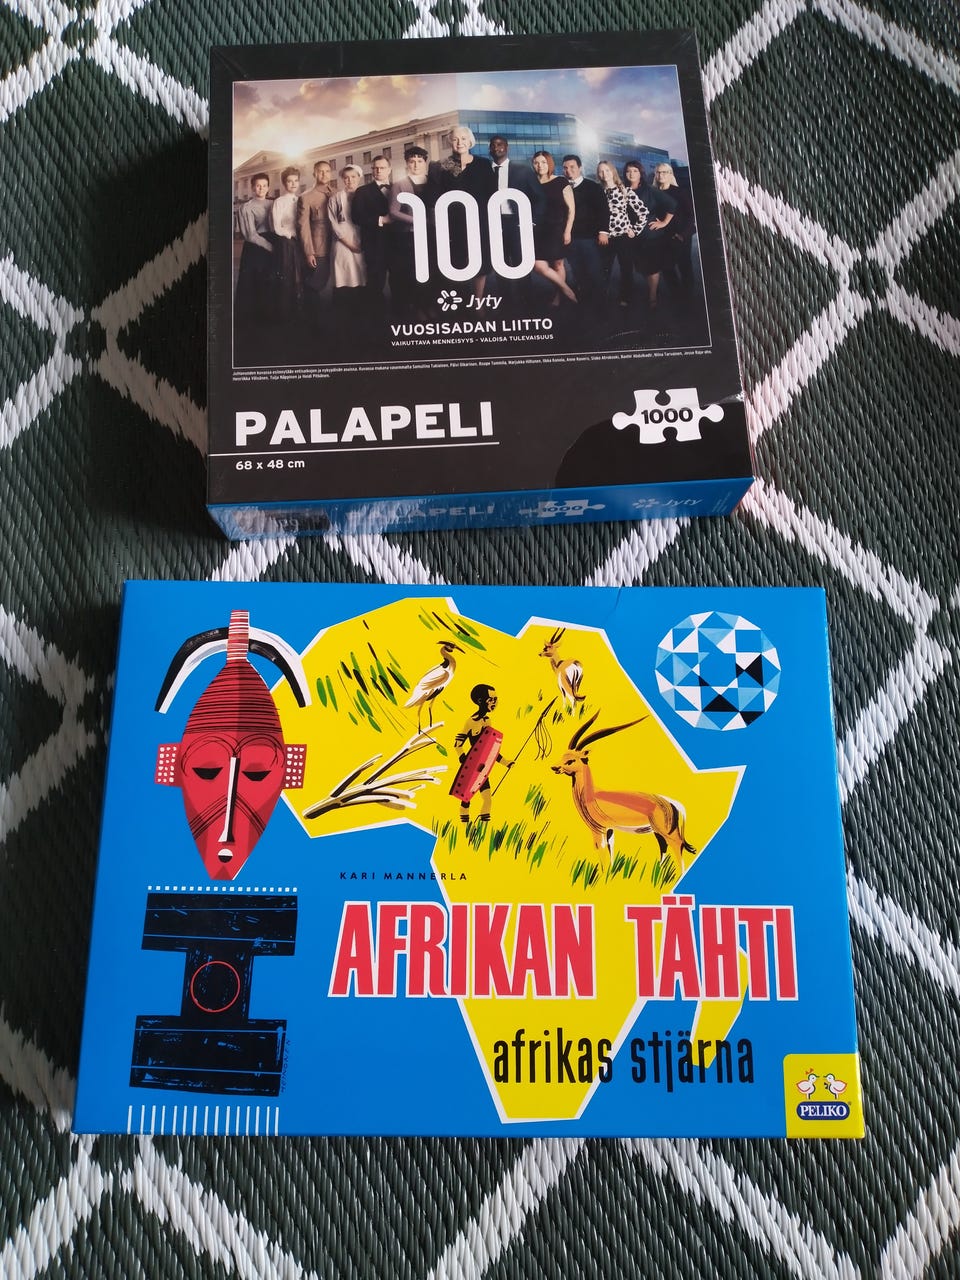 100
Jyty
VUOSISADAN LIITTO
VAIKUTTAVA MENNEISYYS - VALOISA TULEVAISUUS
PALAPELI
1000
68 x 48 cm
PALAPELI
1000
Jyty
KARI MANNERLA
AFRIKAN TÄHTI
afrikas stjärna
PELIKO